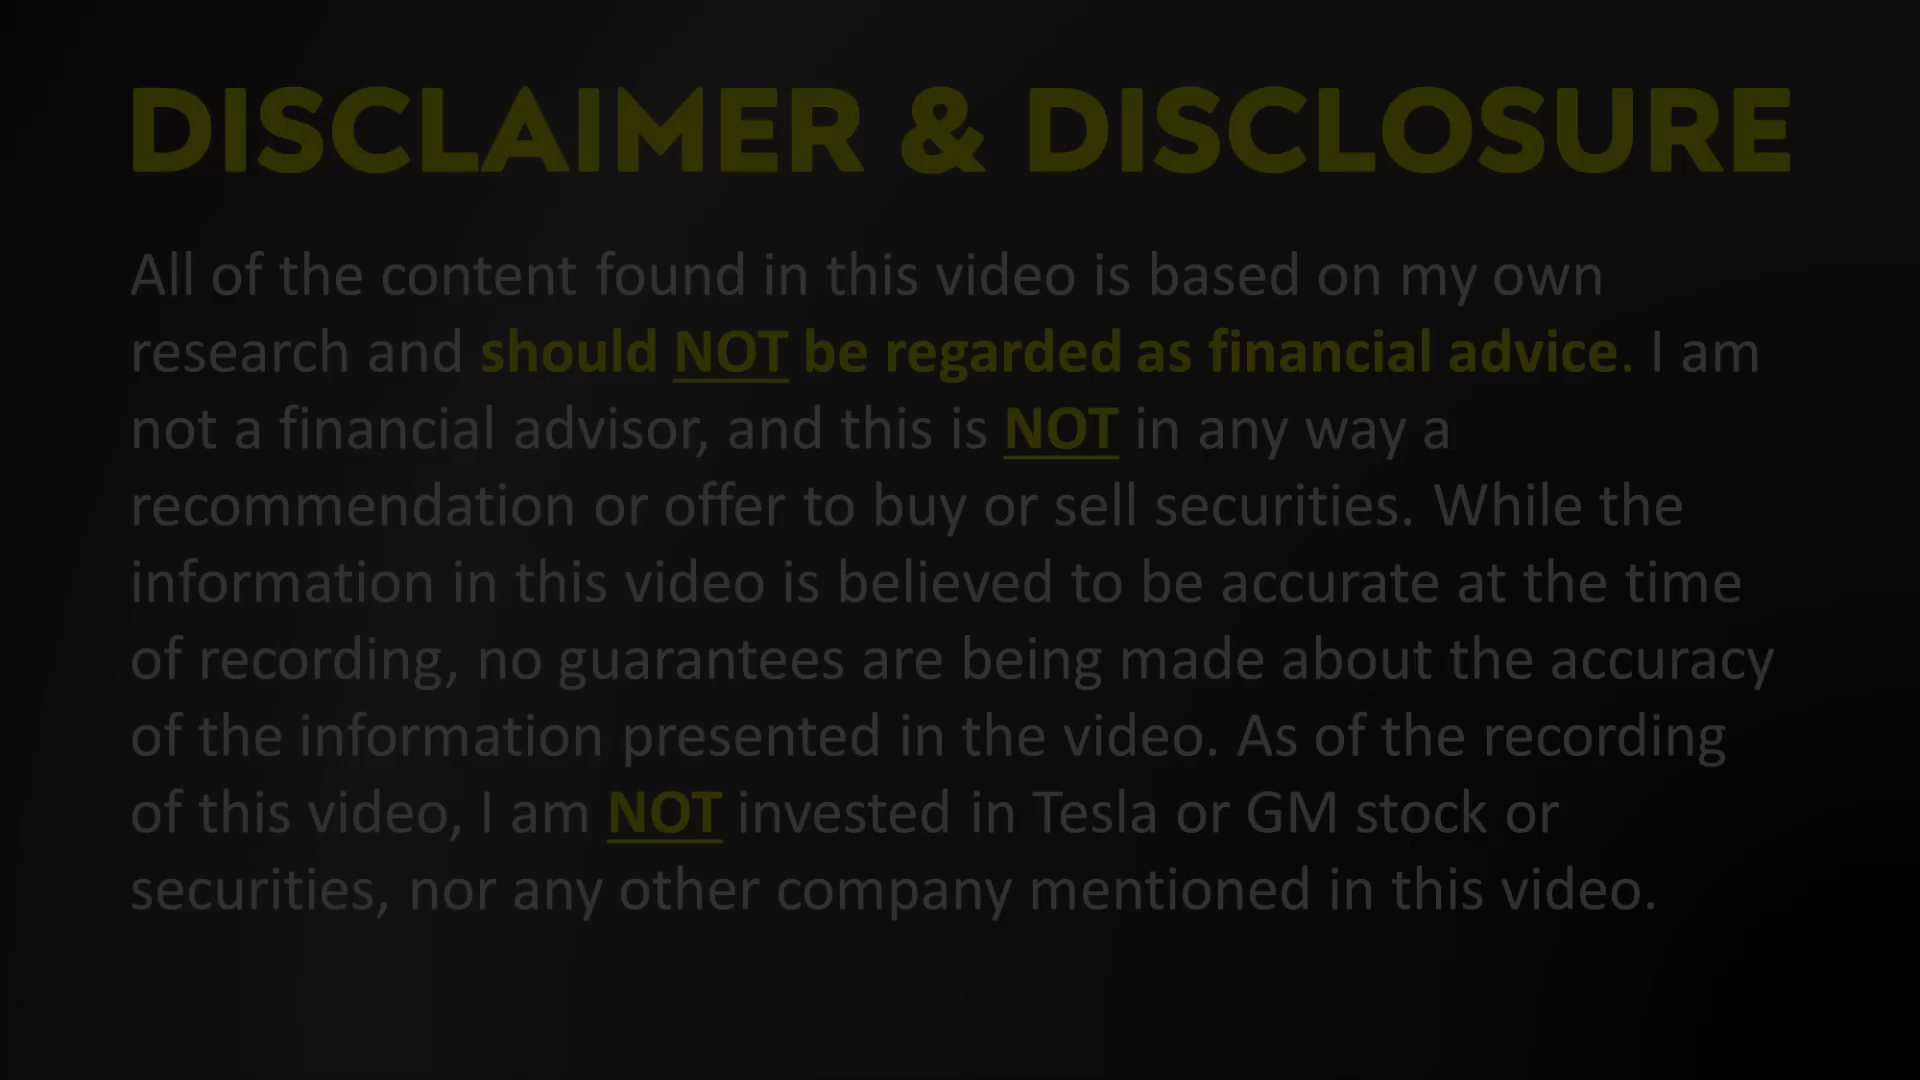 DISCLAIMER & DISCLOSURE
All of the content found in this video is based on my own
research and should NOT be regarded as financial advice. I am
not a financial advisor, and this is NOT in any way a
recommendation or offer to buy or sell securities. While the
information in this video is believed to be accurate at the time
of recording, no guarantees are being made about the accuracy
of the information presented in the video. As of the recording
of this video, I am NOT invested in Tesla or GM stock or
securities, nor any other company mentioned in this video.